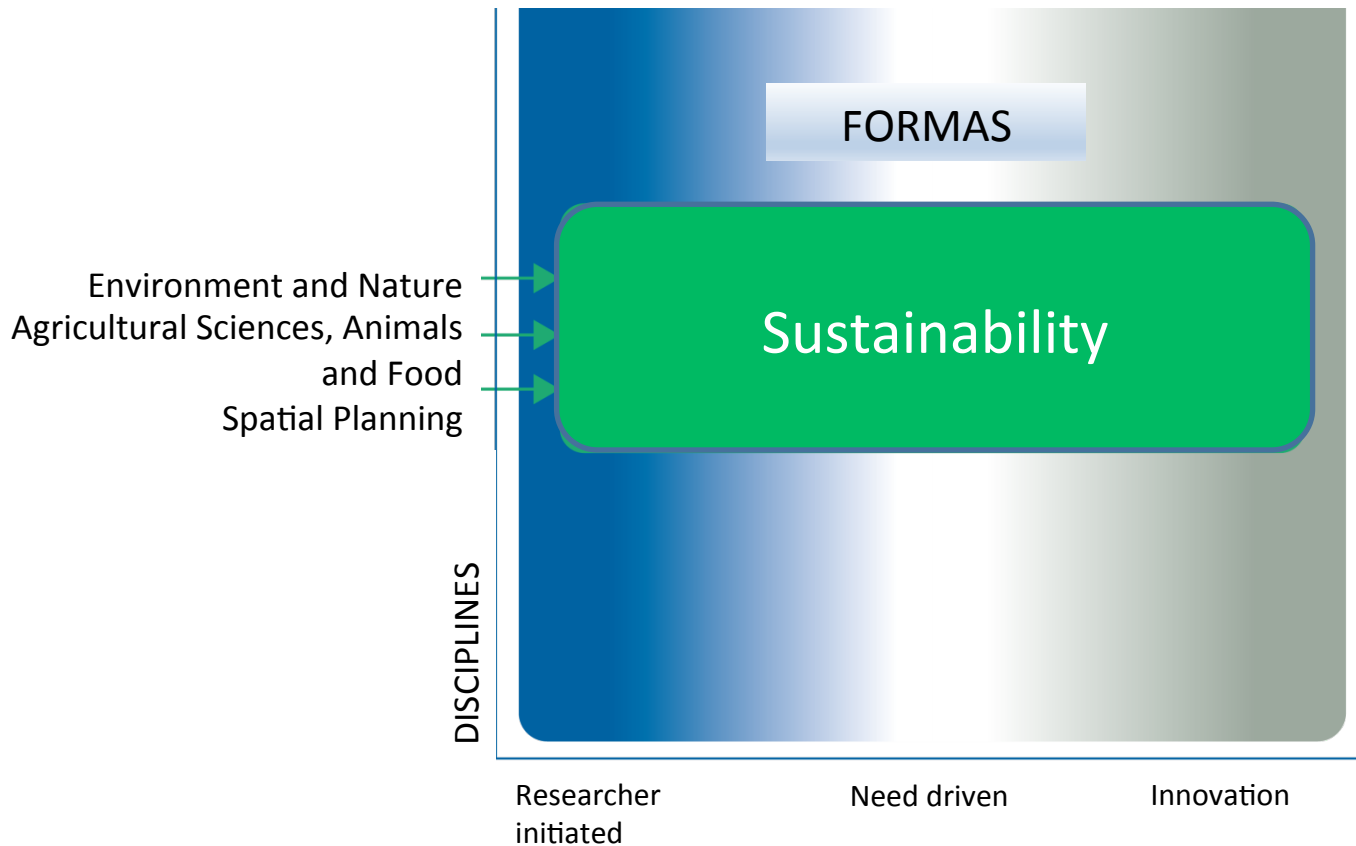 FORMAS
Environment and Nature
Agricultural Sciences, Animals
and Food
Spatial Planning
Sustainability
DISCIPLINES
Researcher
initiated
Need driven
Innovation